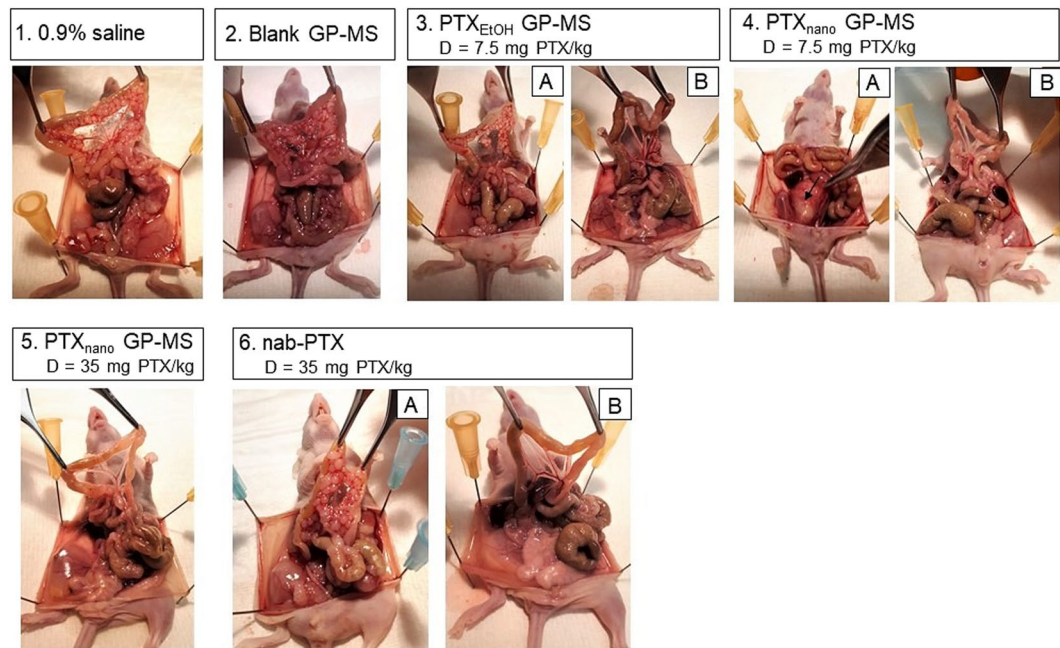 1. 0.9% saline
2. Blank GP-MS
3. PTXEtOH GP-MS
D = 7.5 mg PTX/kg
4. PTXnano GP-MS
D = 7.5 mg PTX/kg
A
B
A
B
5. PTXnano GP-MS
D = 35 mg PTX/kg
6. nab-PTX
D = 35 mg PTX/kg
A
B